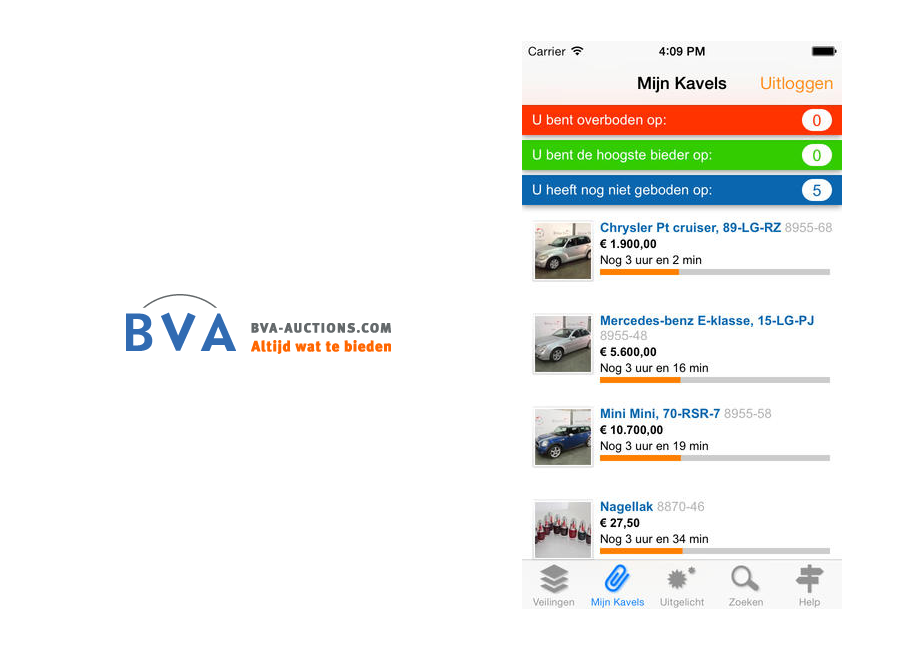 BVA
BVA-AUCTIONS.COM
Altijd wat te bieden
Carrier 4:09 PM
Mijn Kavels Uitloggen
U bent overboden op: 0
U bent de hoogste bieder op: 0
U heeft nog niet geboden op: 5
Chrysler Pt cruiser, 89-LG-RZ 8955-68
€ 1.900,00
Nog 3 uur en 2 min
Mercedes-benz E-klasse, 15-LG-PJ
8955-48
€ 5.600,00
Nog 3 uur en 16 min
Mini Mini, 70-RSR-7 8955-58
€ 10.700,00
Nog 3 uur en 19 min
Nagellak 8870-46
€ 27,50
Nog 3 uur en 34 min
Veilingen Mijn Kavels Uitgelicht Zoeken Help